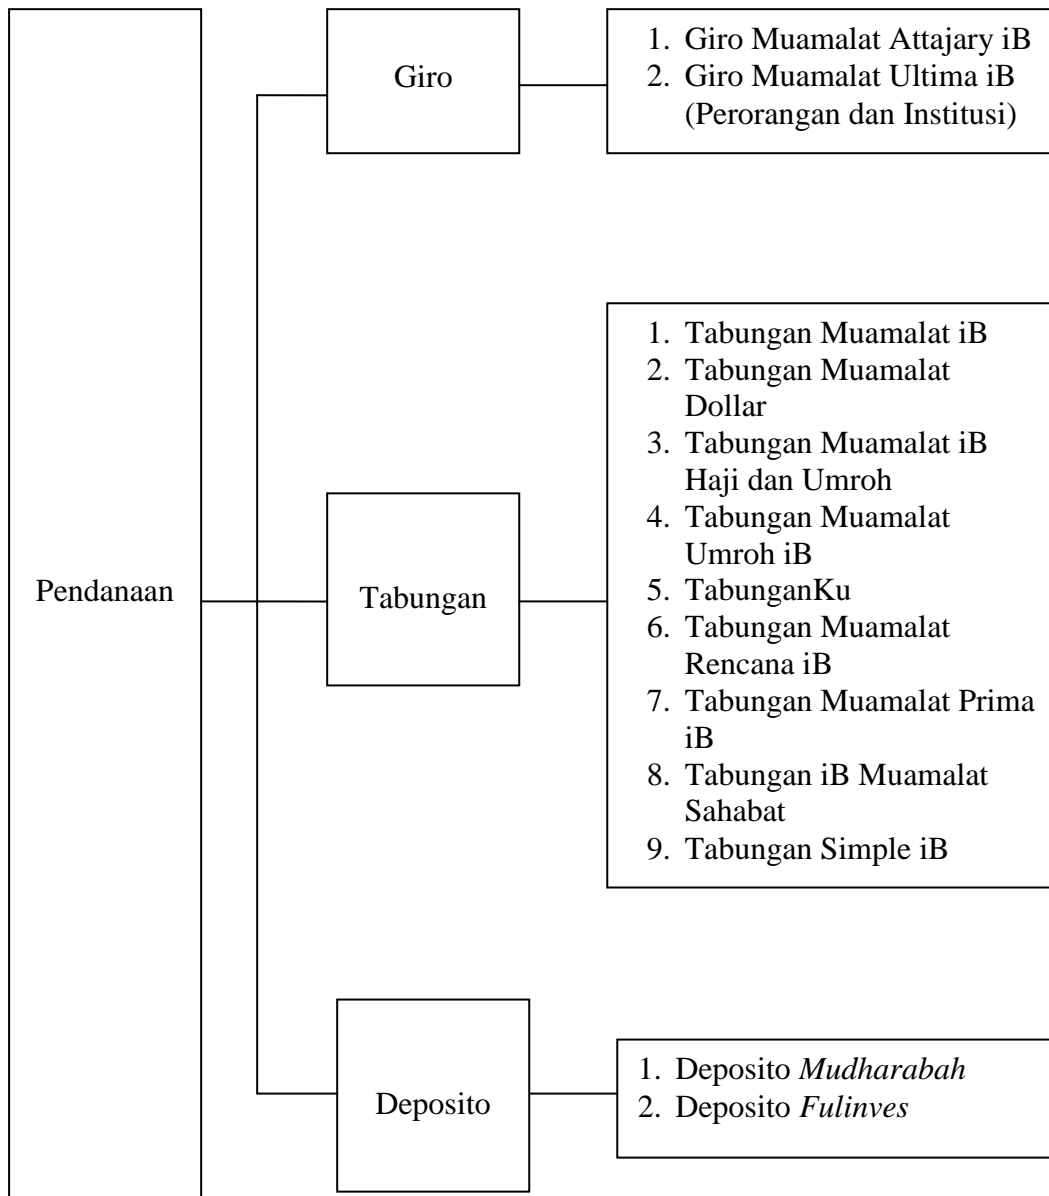 Pendanaan
Giro
1. Giro Muamalat Attajary iB
2. Giro Muamalat Ultima iB
(Perorangan dan Institusi)
Tabungan
1. Tabungan Muamalat iB
2. Tabungan Muamalat
Dollar
3. Tabungan Muamalat iB
Haji dan Umroh
4. Tabungan Muamalat
Umroh iB
5. TabunganKu
6. Tabungan Muamalat
Rencana iB
7. Tabungan Muamalat Prima
iB
8. Tabungan iB Muamalat
Sahabat
9. Tabungan Simple iB
Deposito
1. Deposito Mudharabah
2. Deposito Fulinves